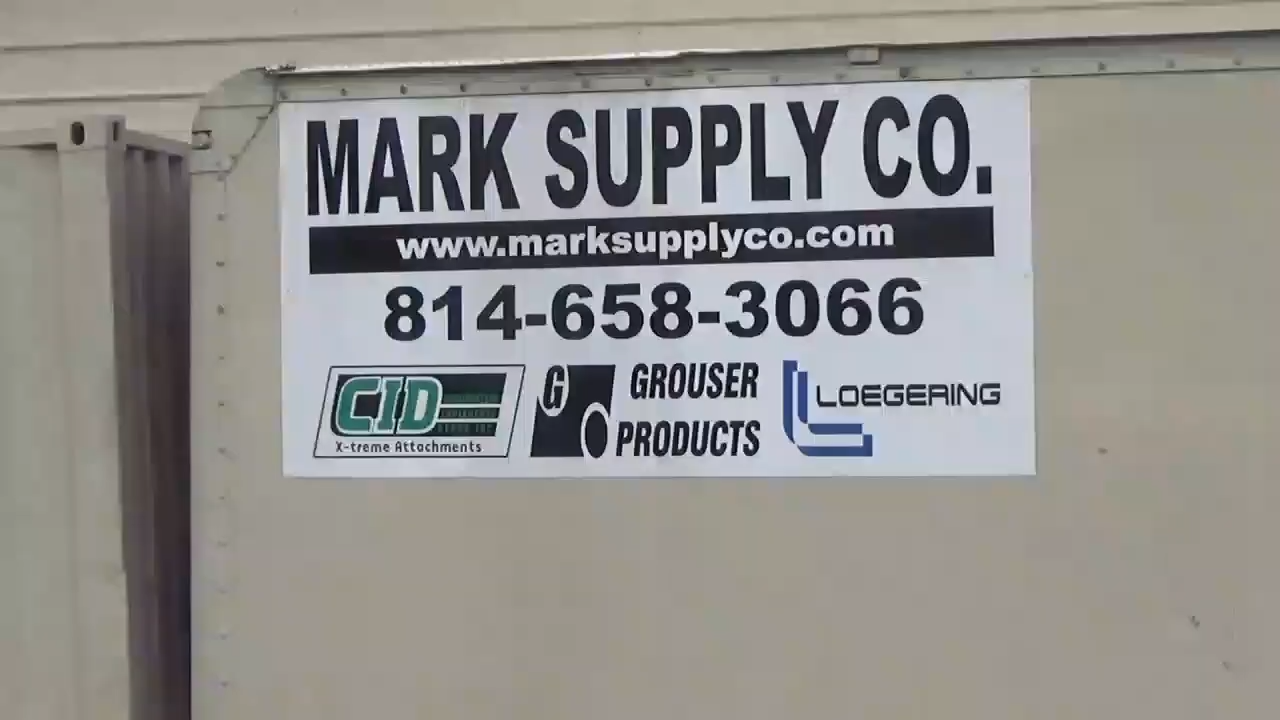 MARK SUPPLY CO.
www.marksupplyco.com
814-658-3066
CID
X-treme Attachments
G
GROUSER
PRODUCTS
LOEGERING